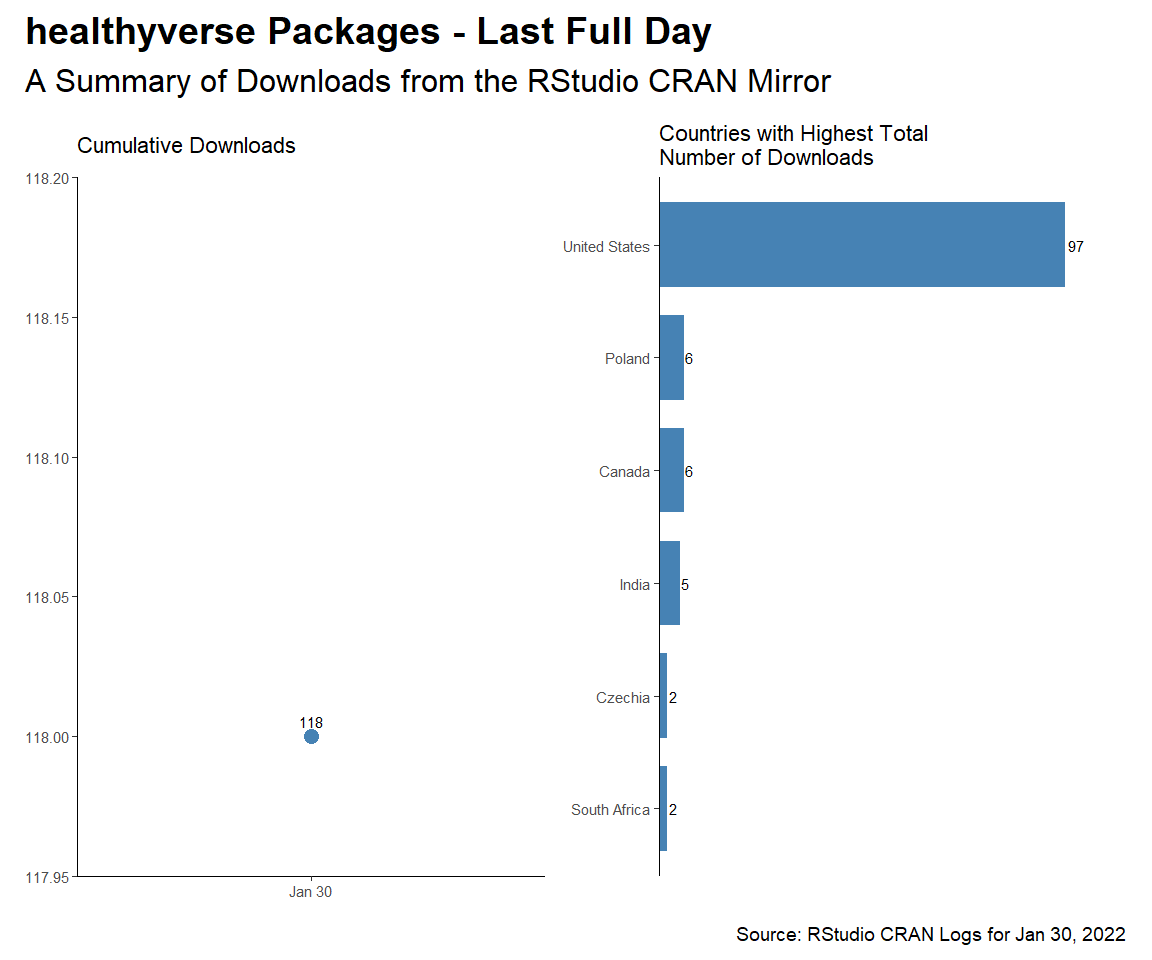 healthyverse Packages - Last Full Day
A Summary of Downloads from the RStudio CRAN Mirror
Cumulative Downloads
118.20
118.15
118.10
118.05
118.00
117.95
118
Jan 30
Countries with Highest Total
Number of Downloads
United States 97
Poland 6
Canada 6
India 5
Czechia 2
South Africa 2
Source: RStudio CRAN Logs for Jan 30, 2022